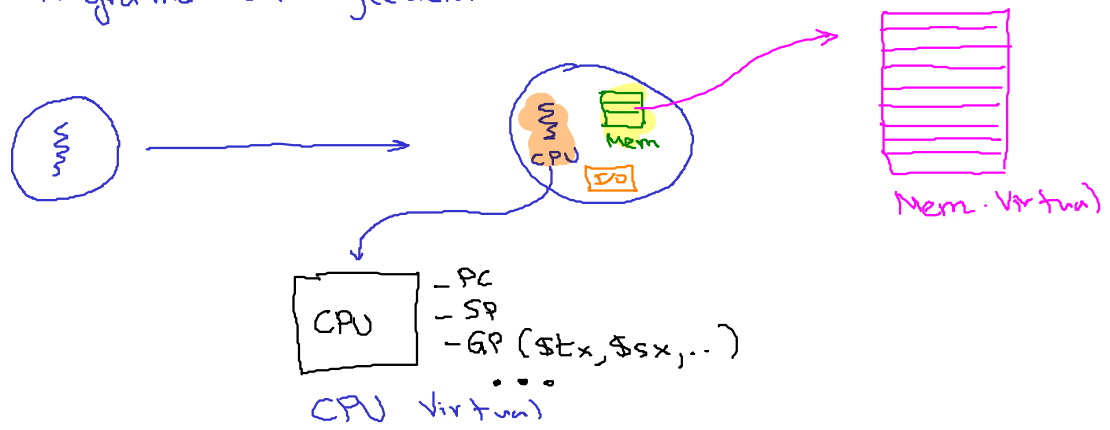 Mem
CPU
I/O
Mem. Virtual
- PC
CPU
- SP
- GP ($tx, $sx, ..)
...
CPU Virtual